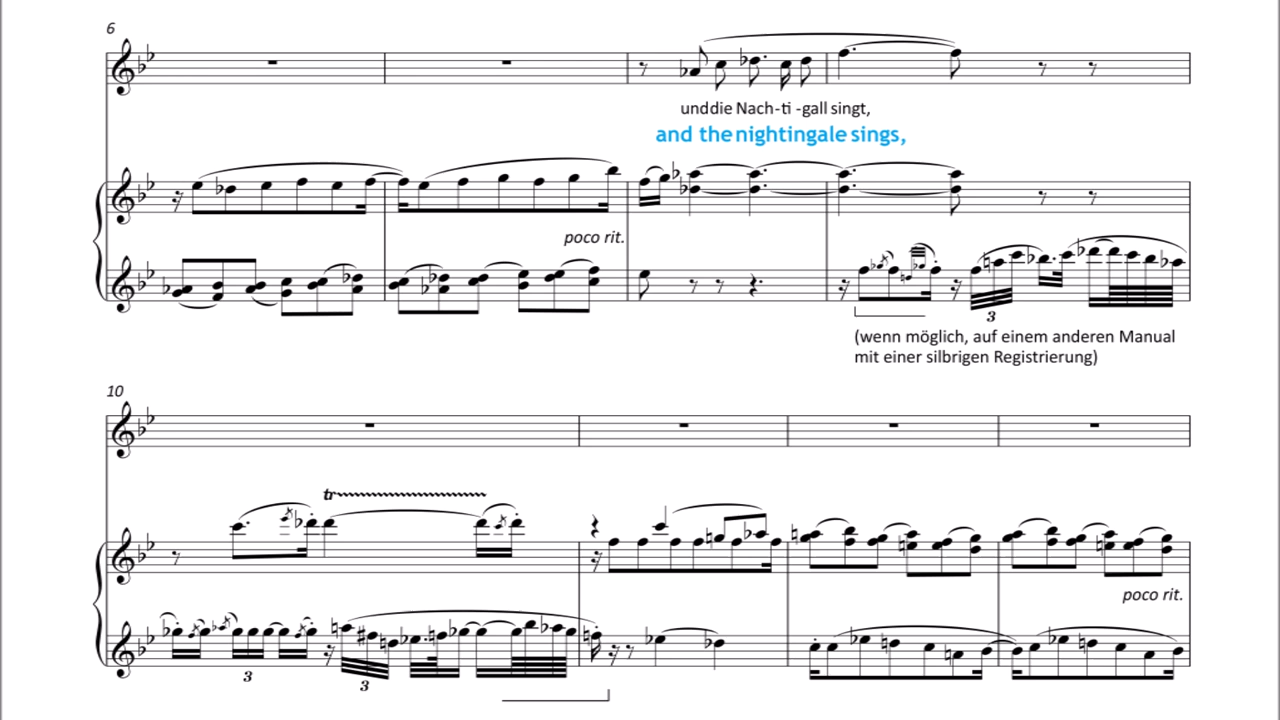 6
unddie Nach-ti -gall singt,
and the nightingale sings,
poco rit.
3
(wenn möglich, auf einem anderen Manual
mit einer silbrigen Registrierung)
10
tr
poco rit.
3
3